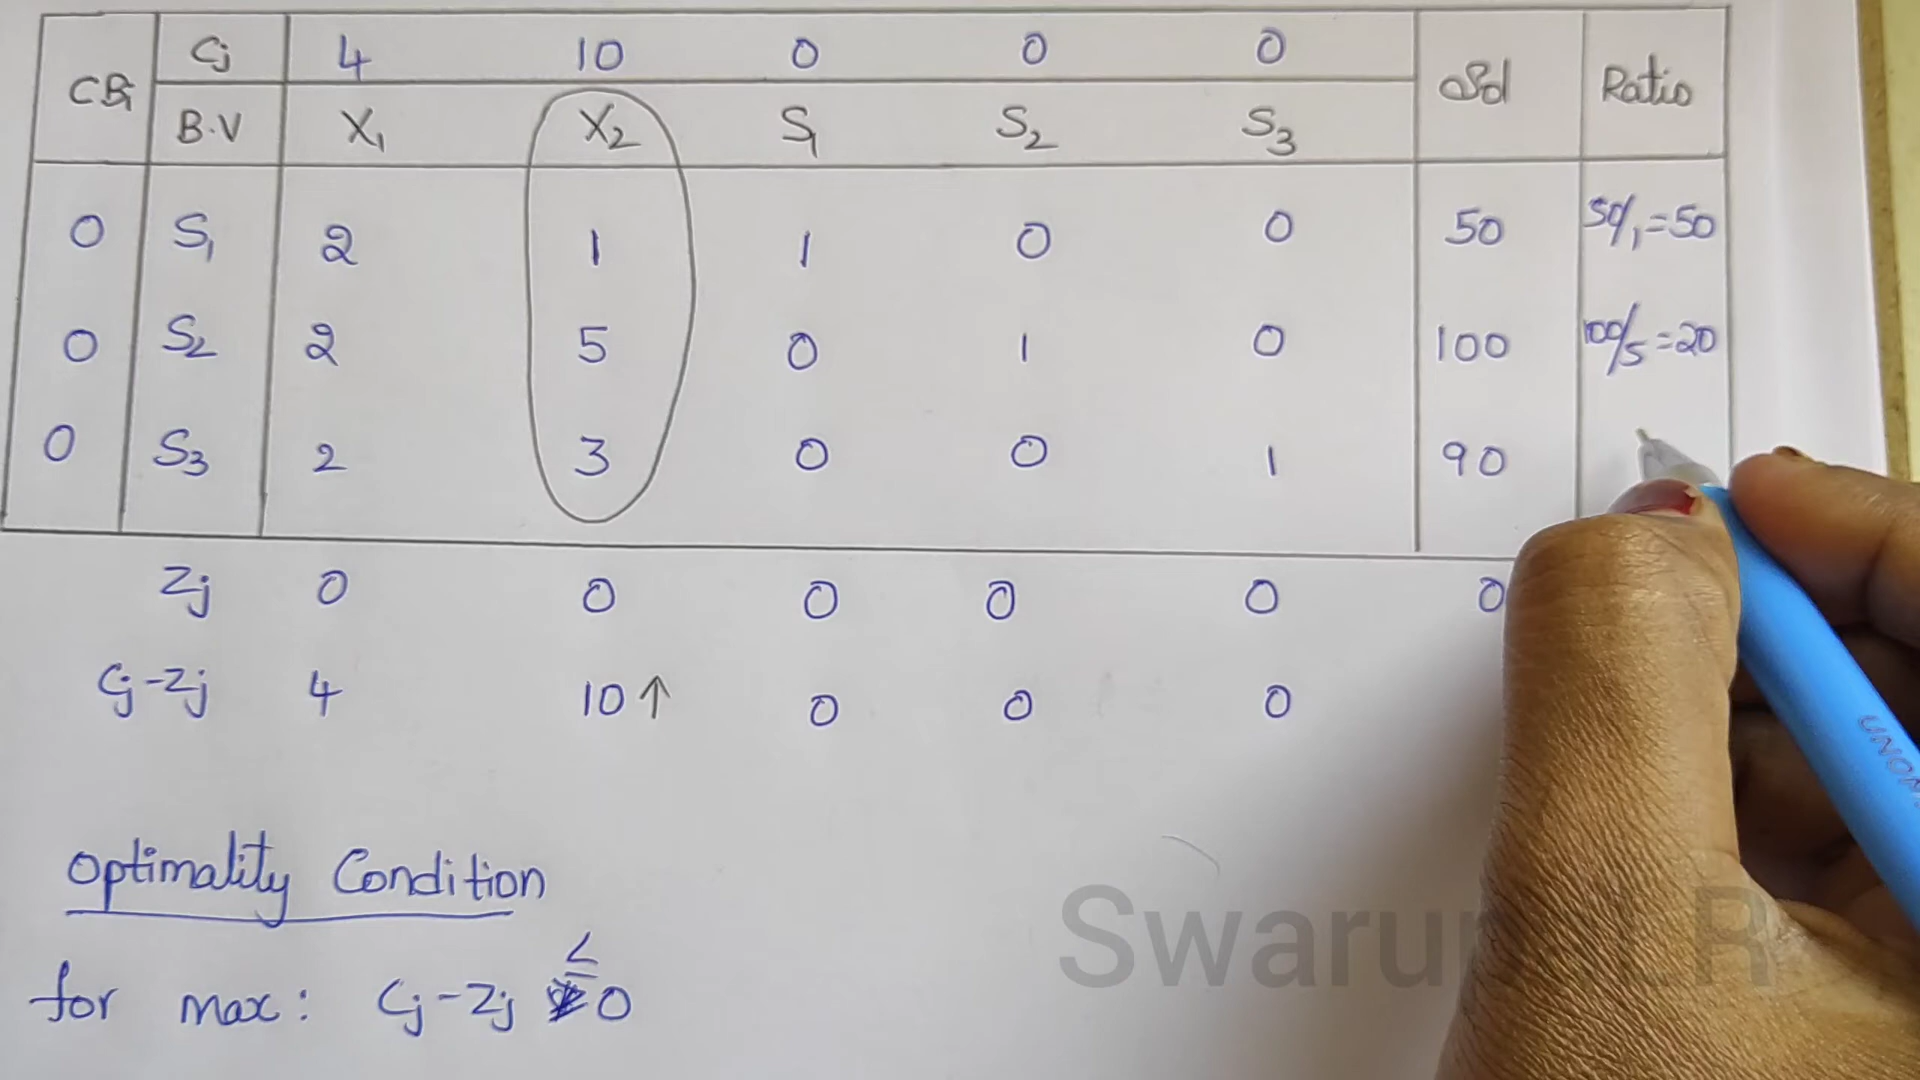 CBi Cj 4 10 0 0 0 Sol Ratio
B.V X1 X2 S1 S2 S3
0 S1 2 1 1 0 0 50 50/1=50
0 S2 2 5 0 1 0 100 100/5=20
0 S3 2 3 0 0 1 90
Zj 0 0 0 0 0 0
Cj-Zj 4 10↑ 0 0 0
Optimality Condition
for max: Cj-Zj ≤ 0
UNOM